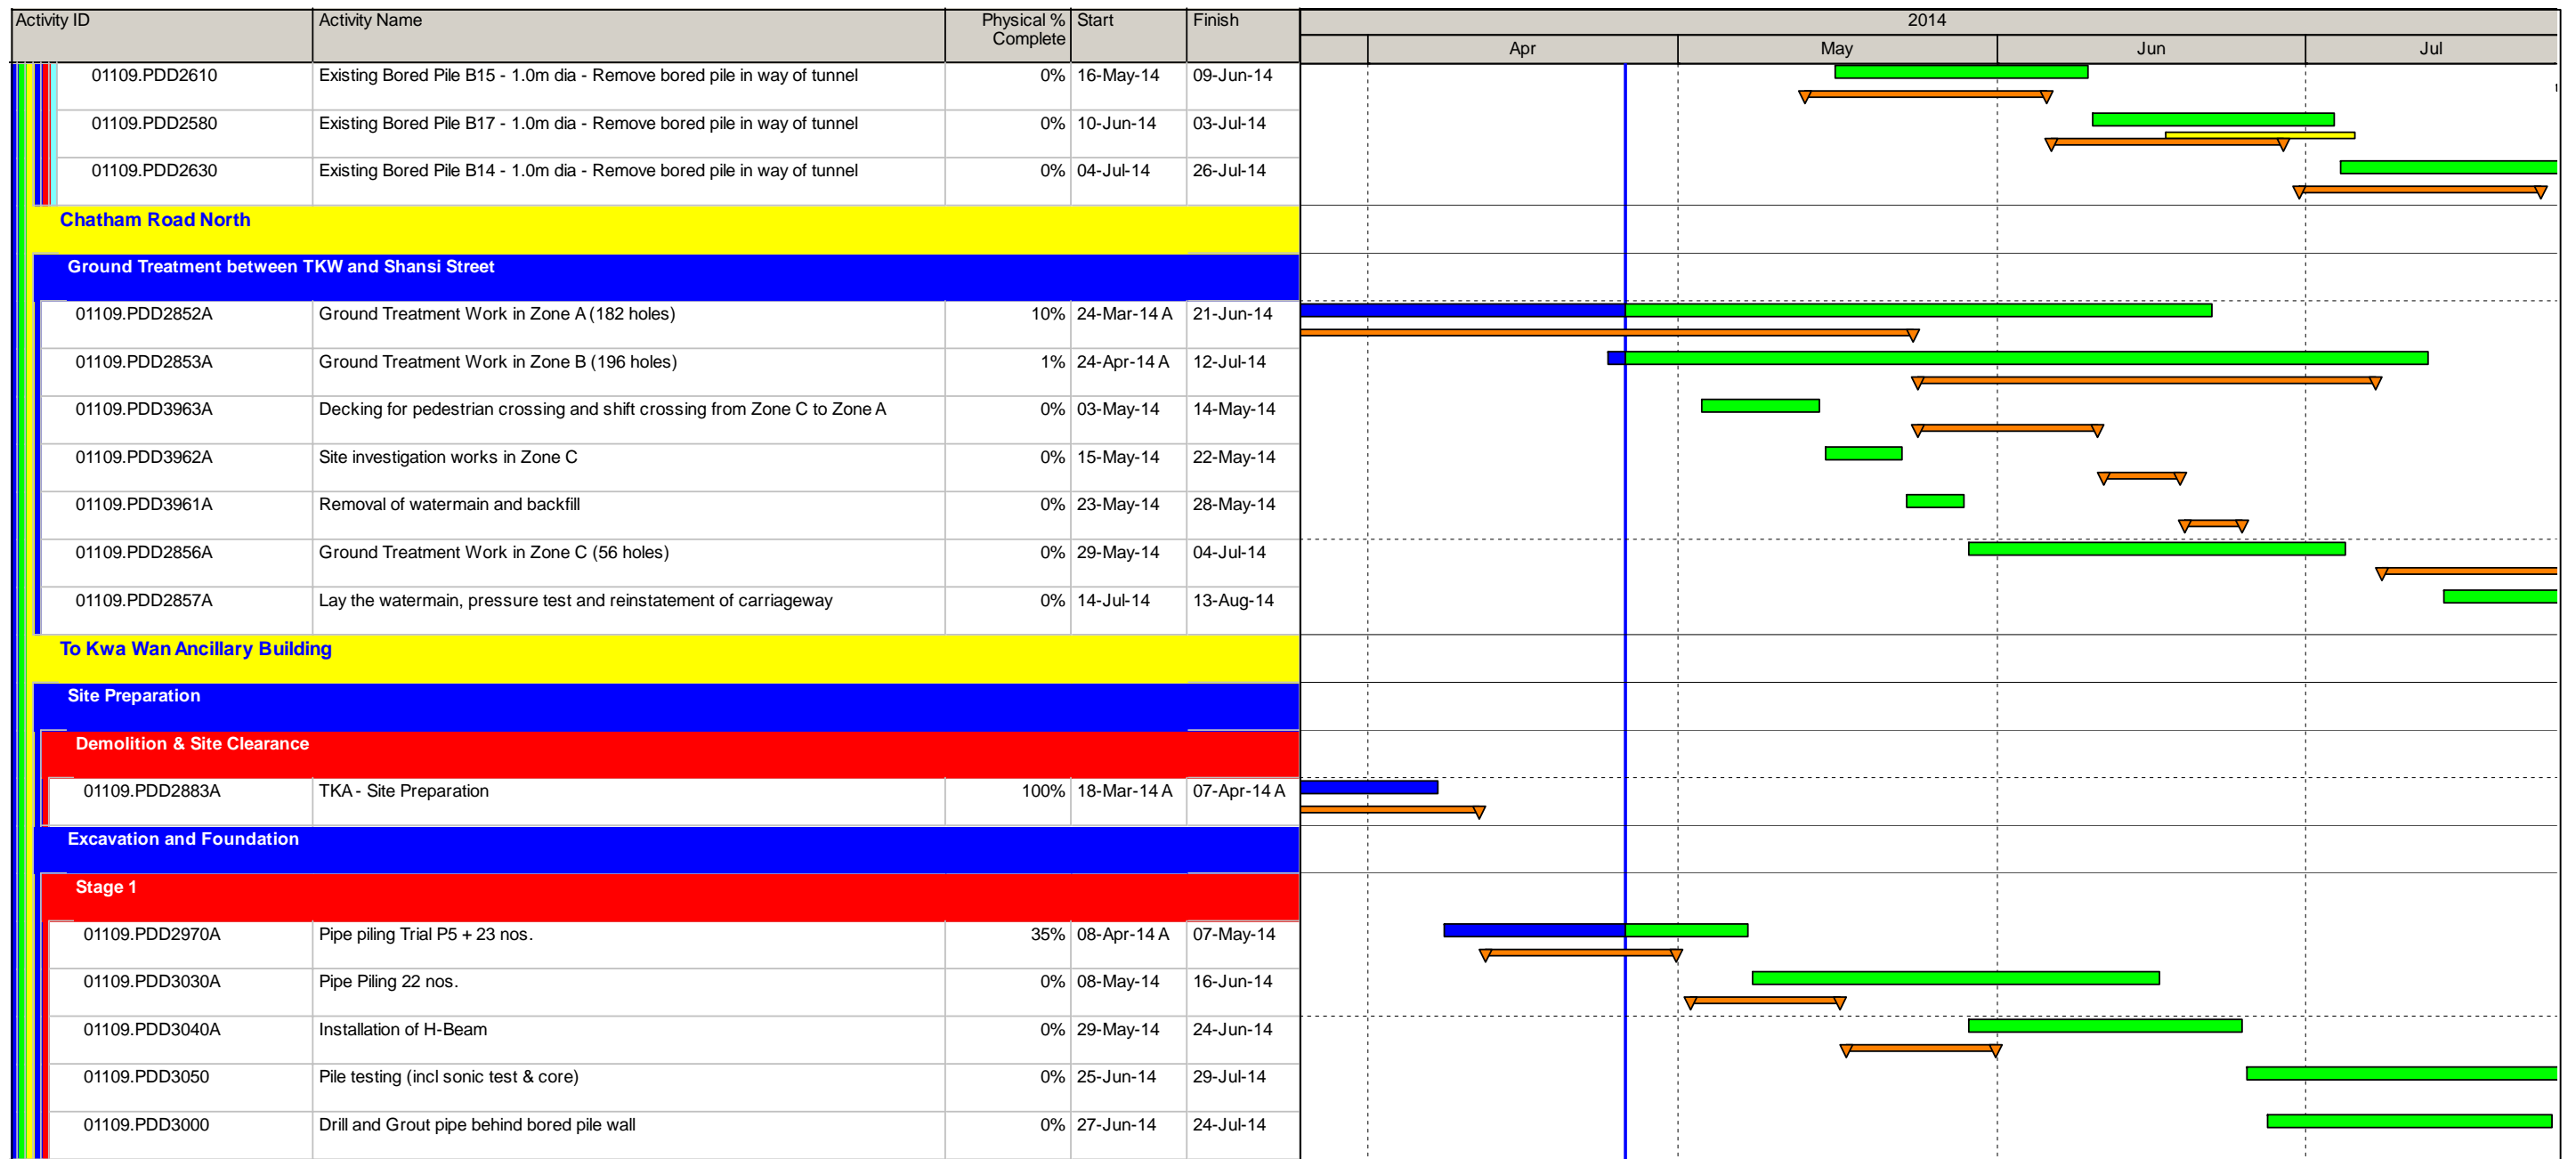 Activity ID Activity Name Physical % Complete Start Finish 2014
Apr May Jun Jul
01109.PDD2610 Existing Bored Pile B15 - 1.0m dia - Remove bored pile in way of tunnel 0% 16-May-14 09-Jun-14
01109.PDD2580 Existing Bored Pile B17 - 1.0m dia - Remove bored pile in way of tunnel 0% 10-Jun-14 03-Jul-14
01109.PDD2630 Existing Bored Pile B14 - 1.0m dia - Remove bored pile in way of tunnel 0% 04-Jul-14 26-Jul-14
Chatham Road North
Ground Treatment between TKW and Shansi Street
01109.PDD2852A Ground Treatment Work in Zone A (182 holes) 10% 24-Mar-14 A 21-Jun-14
01109.PDD2853A Ground Treatment Work in Zone B (196 holes) 1% 24-Apr-14 A 12-Jul-14
01109.PDD3963A Decking for pedestrian crossing and shift crossing from Zone C to Zone A 0% 03-May-14 14-May-14
01109.PDD3962A Site investigation works in Zone C 0% 15-May-14 22-May-14
01109.PDD3961A Removal of watermain and backfill 0% 23-May-14 28-May-14
01109.PDD2856A Ground Treatment Work in Zone C (56 holes) 0% 29-May-14 04-Jul-14
01109.PDD2857A Lay the watermain, pressure test and reinstatement of carriageway 0% 14-Jul-14 13-Aug-14
To Kwa Wan Ancillary Building
Site Preparation
Demolition & Site Clearance
01109.PDD2883A TKA - Site Preparation 100% 18-Mar-14 A 07-Apr-14 A
Excavation and Foundation
Stage 1
01109.PDD2970A Pipe piling Trial P5 + 23 nos. 35% 08-Apr-14 A 07-May-14
01109.PDD3030A Pipe Piling 22 nos. 0% 08-May-14 16-Jun-14
01109.PDD3040A Installation of H-Beam 0% 29-May-14 24-Jun-14
01109.PDD3050 Pile testing (incl sonic test & core) 0% 25-Jun-14 29-Jul-14
01109.PDD3000 Drill and Grout pipe behind bored pile wall 0% 27-Jun-14 24-Jul-14